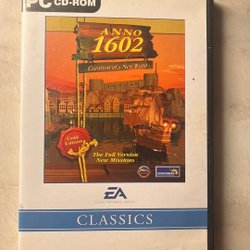 PC CD-ROM
ANNO
1602
Creation of a New World
Gold Edition
The Full Version
New Missions
EA
ELECTRONIC ARTS
CLASSICS